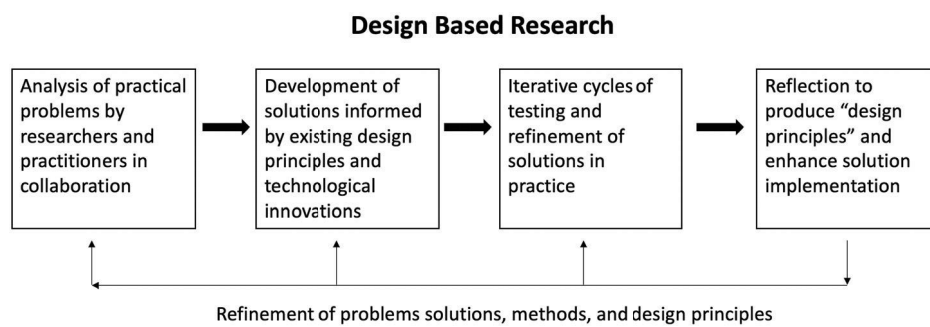 Design Based Research
Analysis of practical
problems by
researchers and
practitioners in
collaboration
Development of
solutions informed
by existing design
principles and
technological
innovations
Iterative cycles of
testing and
refinement of
solutions in
practice
Reflection to
produce “design
principles” and
enhance solution
implementation
Refinement of problems solutions, methods, and design principles